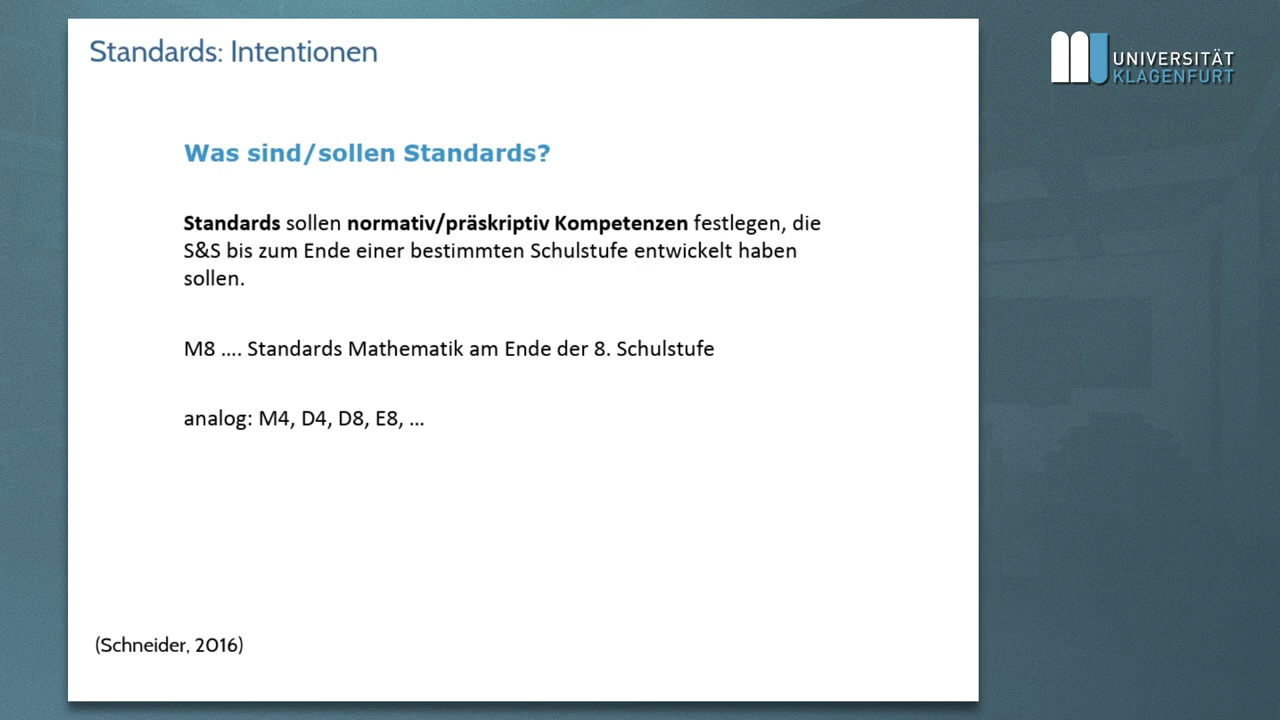 Standards: Intentionen
UNIVERSITÄT
KLAGENFURT
Was sind/sollen Standards?
Standards sollen normativ/präskriptiv Kompetenzen festlegen, die
S&S bis zum Ende einer bestimmten Schulstufe entwickelt haben
sollen.
M8 .... Standards Mathematik am Ende der 8. Schulstufe
analog: M4, D4, D8, E8, ...
(Schneider, 2016)